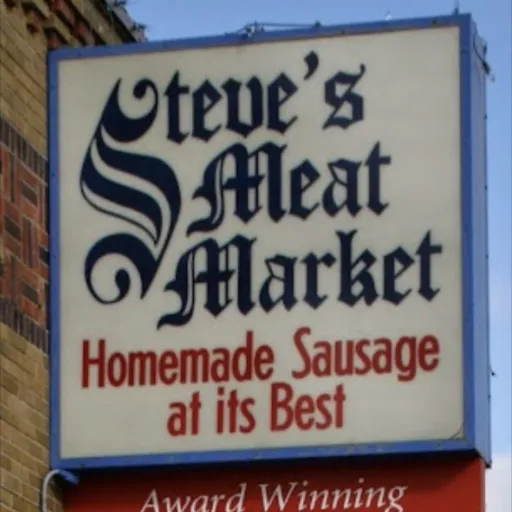 Steve's
Meat
Market
Homemade Sausage
at its Best
Award Winning